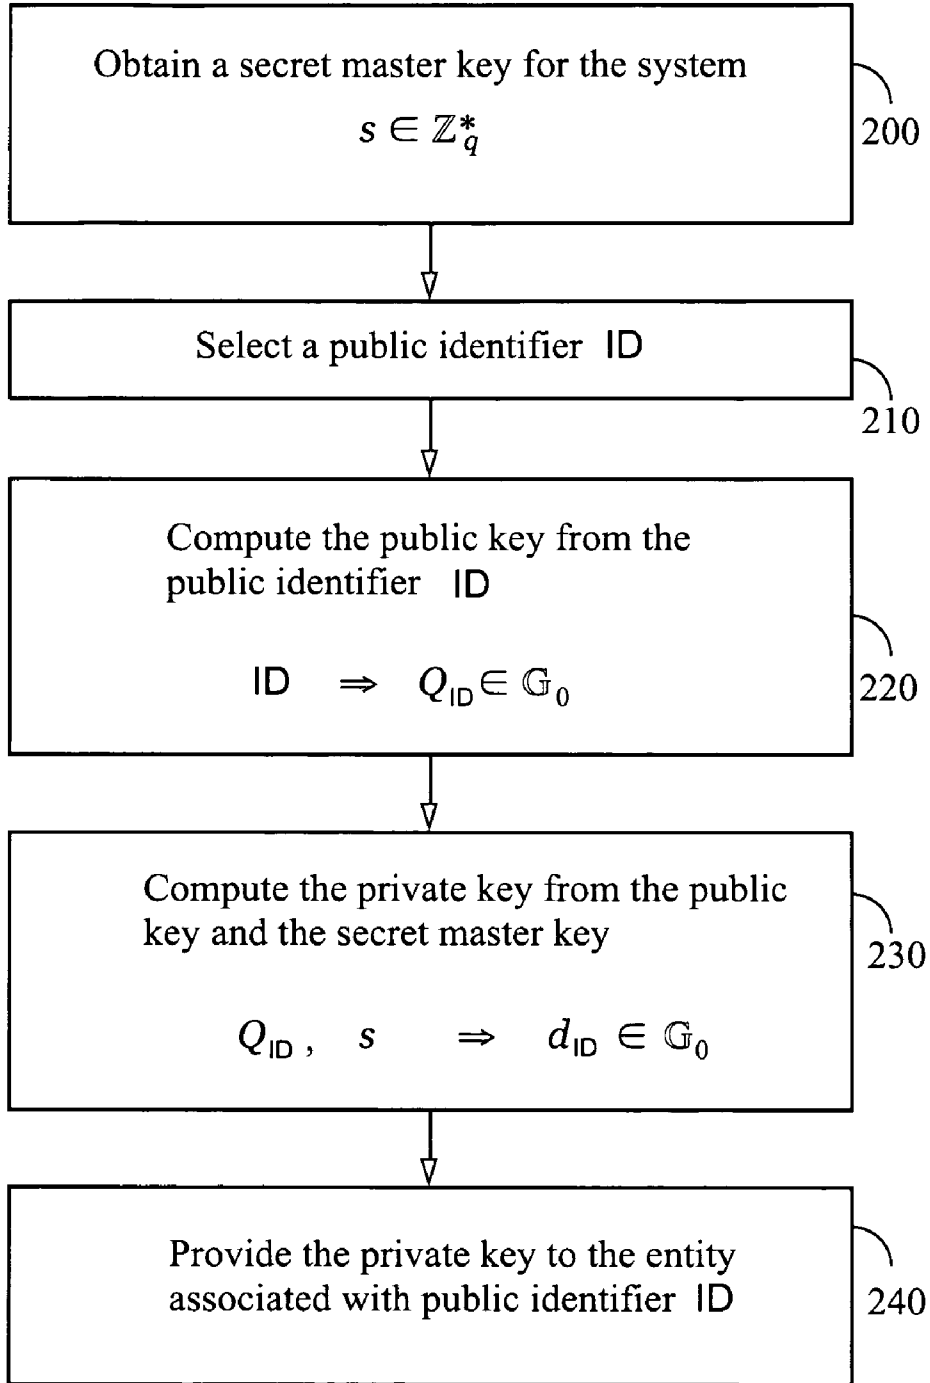 Obtain a secret master key for the system
s ∈ ℤ*q
200
Select a public identifier ID
210
Compute the public key from the
public identifier ID
ID ⇒ QID ∈ 𝔾0
220
Compute the private key from the public
key and the secret master key
230
QID , s ⇒ dID ∈ 𝔾0
Provide the private key to the entity
associated with public identifier ID
240